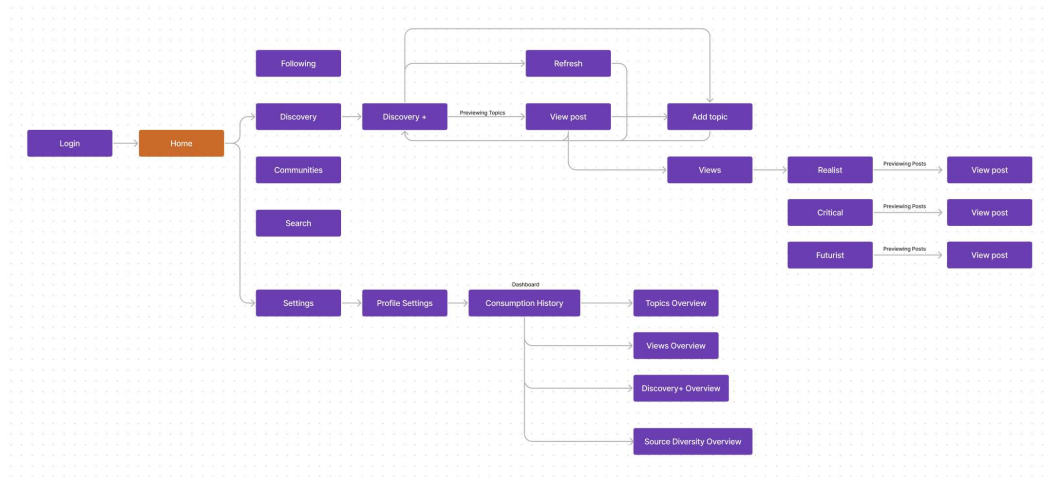 Following
Refresh
Discovery
Discovery +
Previewing Topics
View post
Add topic
Login
Home
Communities
Views
Realist
Previewing Posts
View post
Search
Critical
Previewing Posts
View post
Futurist
Previewing Posts
View post
Settings
Profile Settings
Dashboard
Consumption History
Topics Overview
Views Overview
Discovery+ Overview
Source Diversity Overview